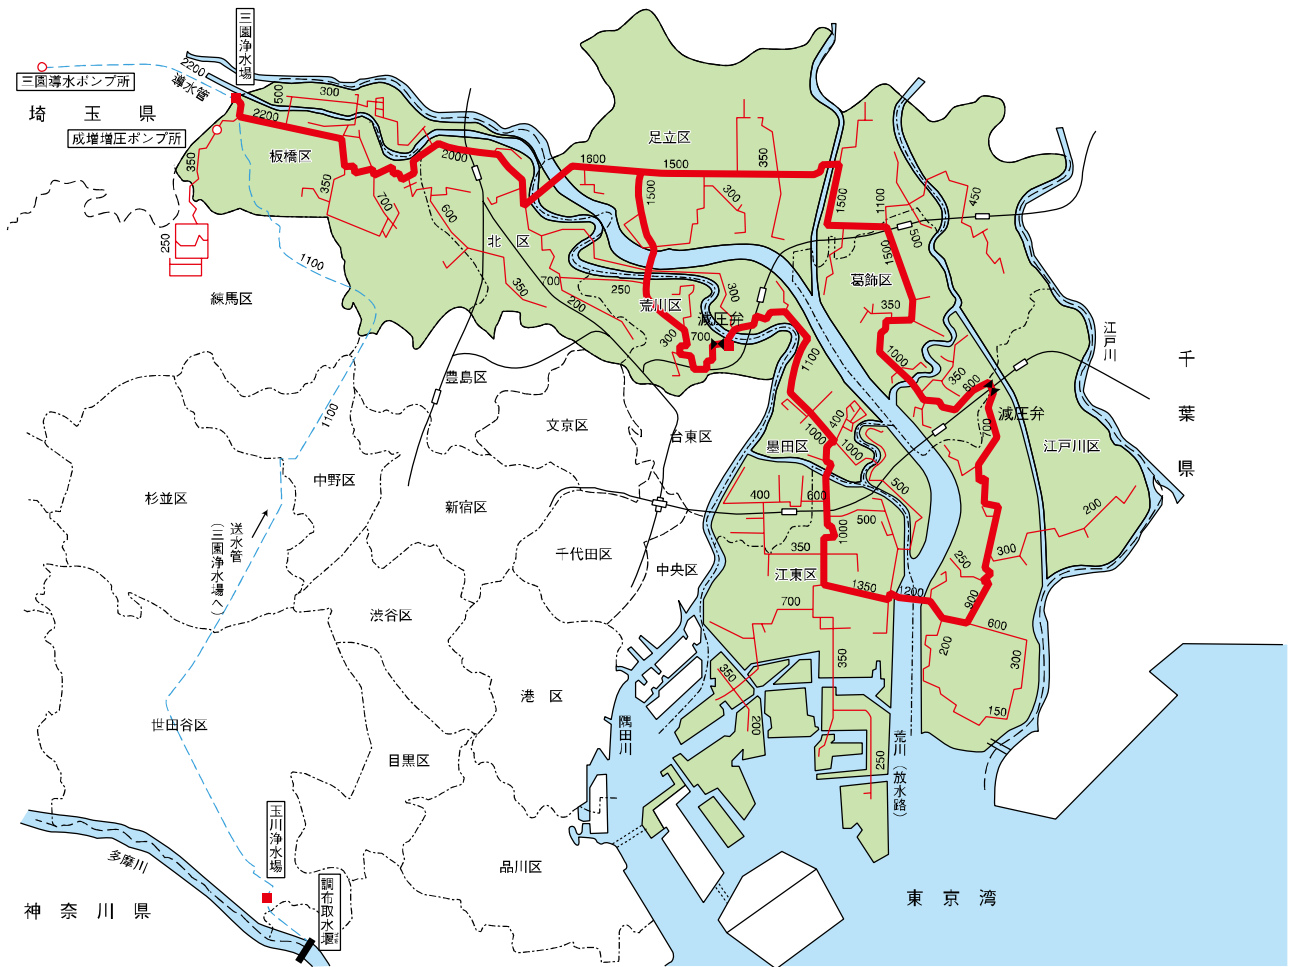 三園浄水場
2200
導水管
三園導水ポンプ所
埼玉県
成増増圧ポンプ所
500
300
2200
350
板橋区
350
700
2000
600
250
1100
練馬区
北区
350
700
200
250
足立区
1600
1500
1500
350
300
1500
1100
450
500
1500
葛飾区
350
荒川区
300
減圧弁
700
300
1100
1000
350
800
減圧弁
700
江戸川
千葉県
江戸川区
豊島区
文京区
台東区
墨田区
400
1000
1000
500
1100
杉並区
中野区
新宿区
400
600
500
1000
350
200
300
250
送水管
(三園浄水場へ)
千代田区
中央区
江東区
1350
1200
900
渋谷区
700
600
200
300
150
350
350
200
250
港区
隅田川
荒川(放水路)
世田谷区
目黒区
品川区
玉川浄水場
調布取水堰
多摩川
神奈川県
東京湾